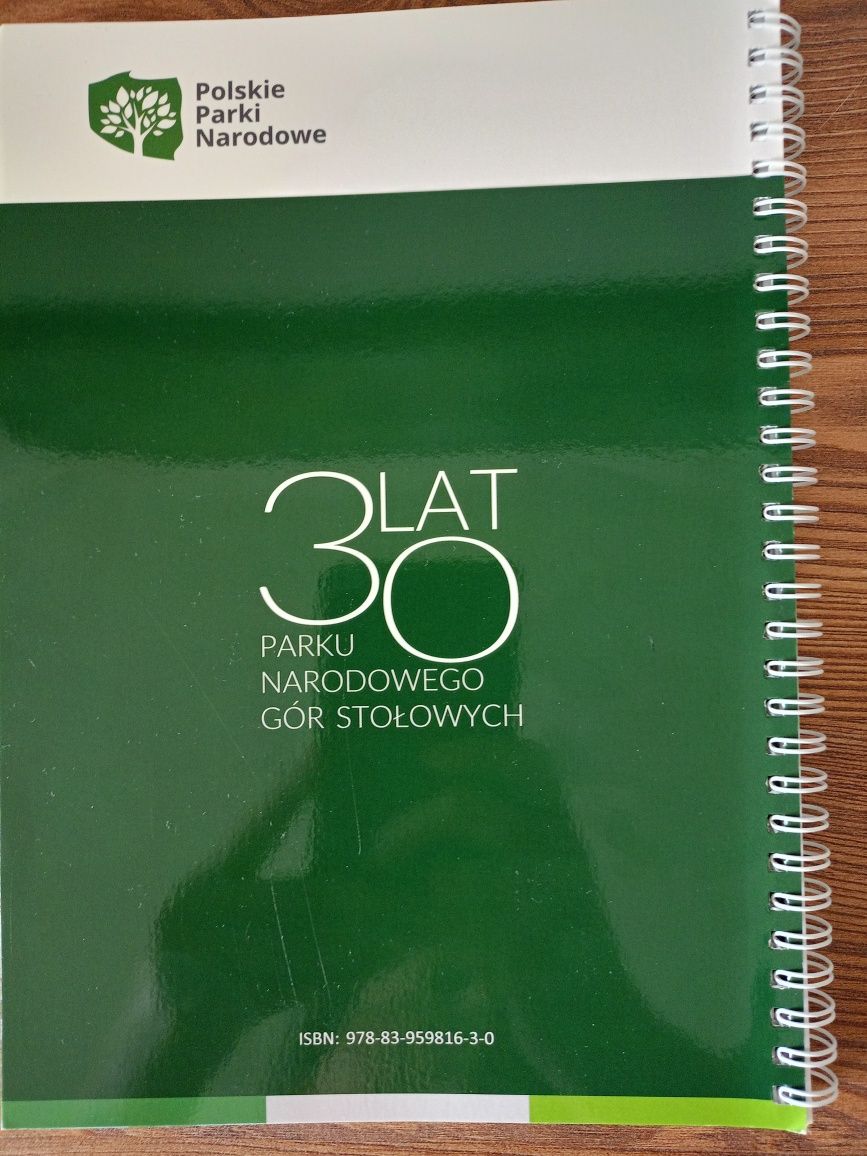 Polskie
Parki
Narodowe
30 LAT
PARKU
NARODOWEGO
GÓR STOŁOWYCH
ISBN: 978-83-959816-3-0